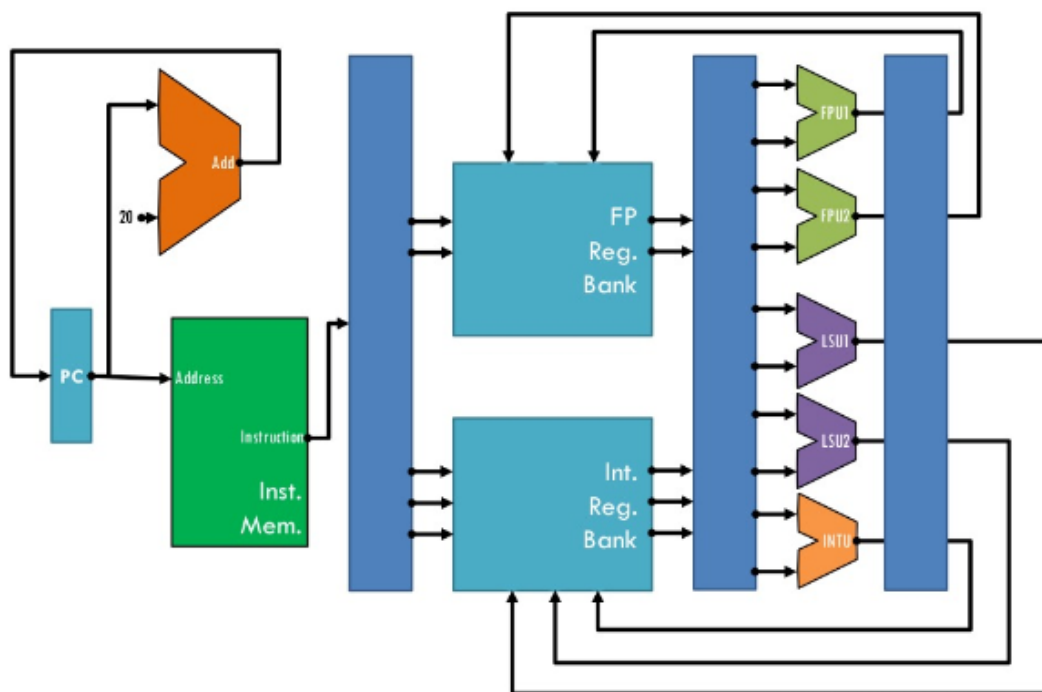 Add
20
PC
Address
Instruction
Inst.
Mem.
FP
Reg.
Bank
Int.
Reg.
Bank
FPU1
FPU2
LSU1
LSU2
INTU